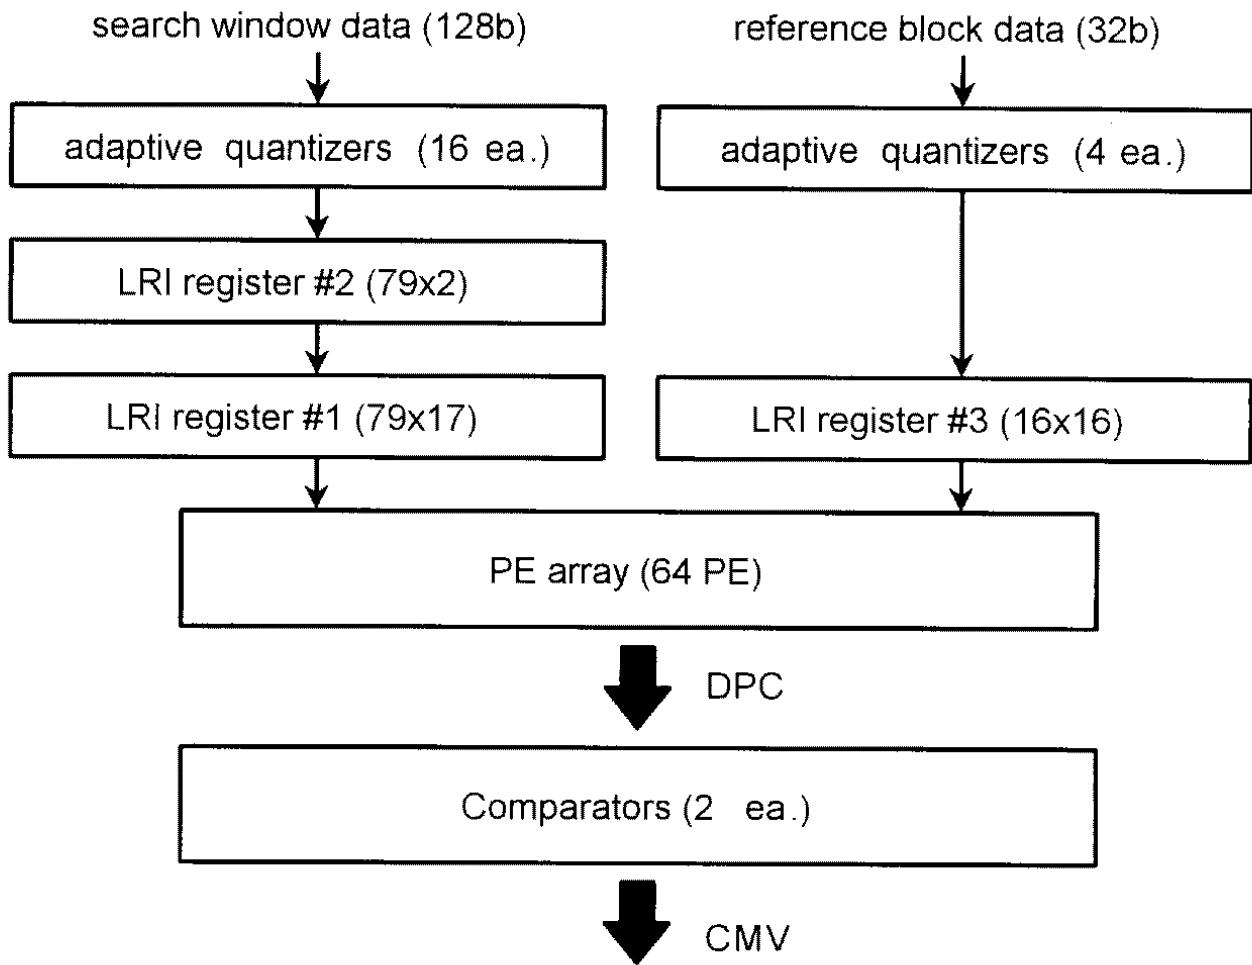 search window data (128b)
reference block data (32b)
adaptive quantizers (16 ea.)
adaptive quantizers (4 ea.)
LRI register #2 (79x2)
LRI register #1 (79x17)
LRI register #3 (16x16)
PE array (64 PE)
DPC
Comparators (2 ea.)
CMV